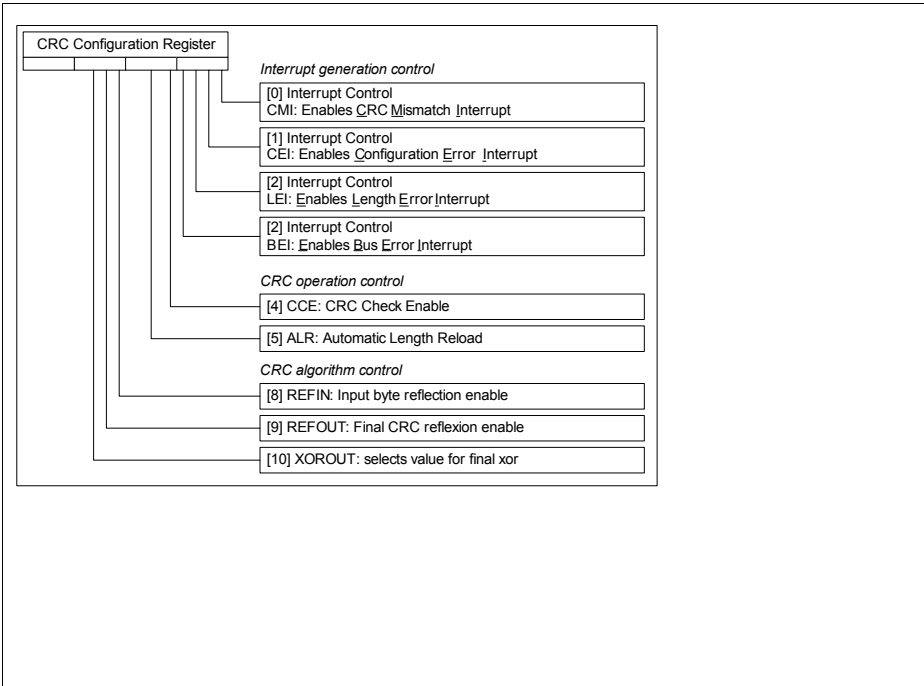 CRC Configuration Register
Interrupt generation control
[0] Interrupt Control
CMI: Enables CRC Mismatch Interrupt
[1] Interrupt Control
CEI: Enables Configuration Error Interrupt
[2] Interrupt Control
LEI: Enables Length ErrorInterrupt
[2] Interrupt Control
BEI: Enables Bus Error Interrupt
CRC operation control
[4] CCE: CRC Check Enable
[5] ALR: Automatic Length Reload
CRC algorithm control
[8] REFIN: Input byte reflection enable
[9] REFOUT: Final CRC reflexion enable
[10] XOROUT: selects value for final xor